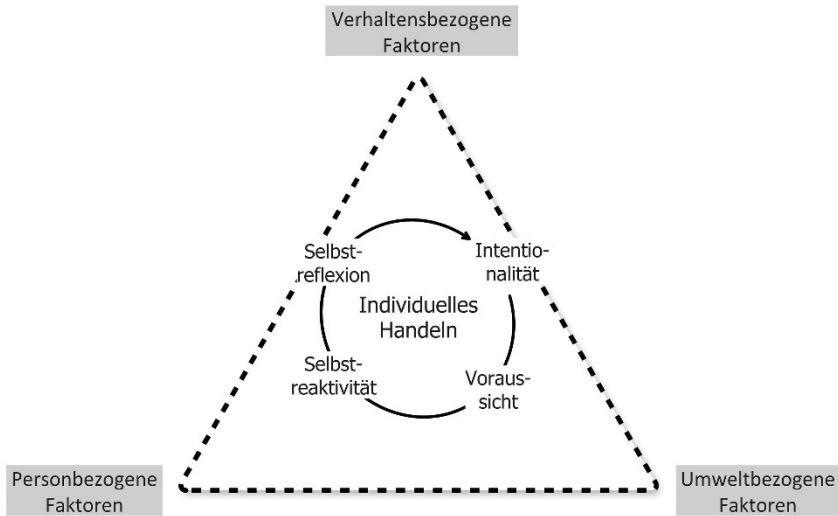 Verhaltensbezogene
Faktoren
Selbst-
reflexion
Intentio-
nalität
Individuelles
Handeln
Selbst-
reaktivität
Voraus-
sicht
Personbezogene
Faktoren
Umweltbezogene
Faktoren